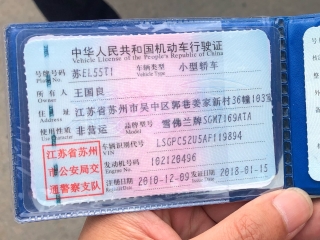 中华人民共和国机动车行驶证
Vehicle License of the People's Republic of China
号牌号码 苏EL55T1 车辆类型 小型轿车
Plate No. Vehicle Type
所有人 王国良
Owner
住址 江苏省苏州市吴中区郭巷姜家新村36幢103室
Address
使用性质 非营运 品牌型号 雪佛兰牌SGM7169ATA
Use Character Model
江苏省苏州
市公安局交
通警察支队
车辆识别代号 LSGPC52U5AF119894
VIN
发动机号码 102120496
Engine No.
注册日期 2010-12-09 发证日期 2018-01-15
Register Date Issue Date